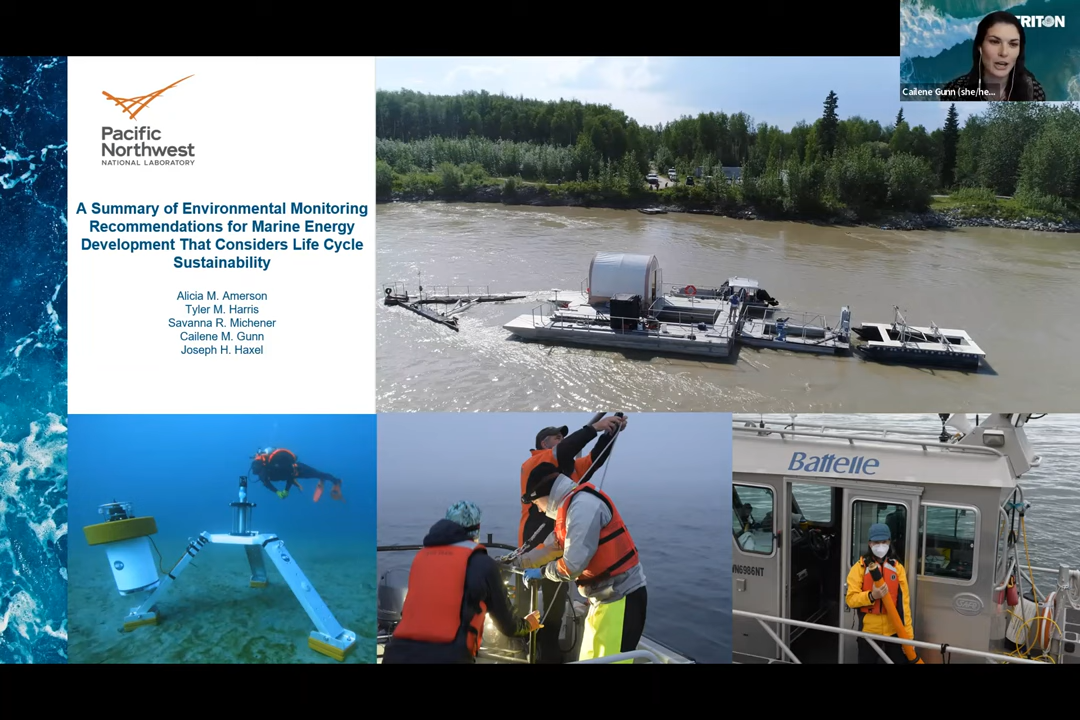 TRITON
Cailene Gunn (she/he...
Pacific
Northwest
NATIONAL LABORATORY
A Summary of Environmental Monitoring
Recommendations for Marine Energy
Development That Considers Life Cycle
Sustainability
Alicia M. Amerson
Tyler M. Harris
Savanna R. Michener
Cailene M. Gunn
Joseph H. Haxel
Battelle
WN6986NT